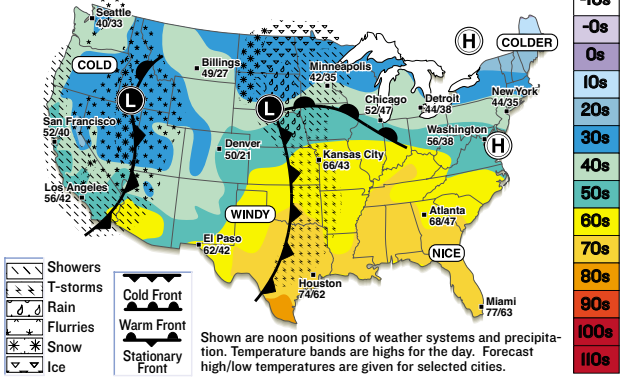 Seattle
40/33
COLD
Billings
49/27
Minneapolis
42/35
H
COLDER
L
L
San Francisco
52/40
Denver
50/21
Chicago
52/47
Detroit
44/38
New York
44/35
Washington
56/38
H
Kansas City
66/43
Los Angeles
56/42
WINDY
El Paso
62/42
Atlanta
68/47
NICE
Houston
74/62
Miami
77/63
Showers
T-storms
Rain
Flurries
Snow
Ice
Cold Front
Warm Front
Stationary
Front
Shown are noon positions of weather systems and precipita-
tion. Temperature bands are highs for the day. Forecast
high/low temperatures are given for selected cities.
-10s
-0s
0s
10s
20s
30s
40s
50s
60s
70s
80s
90s
100s
110s